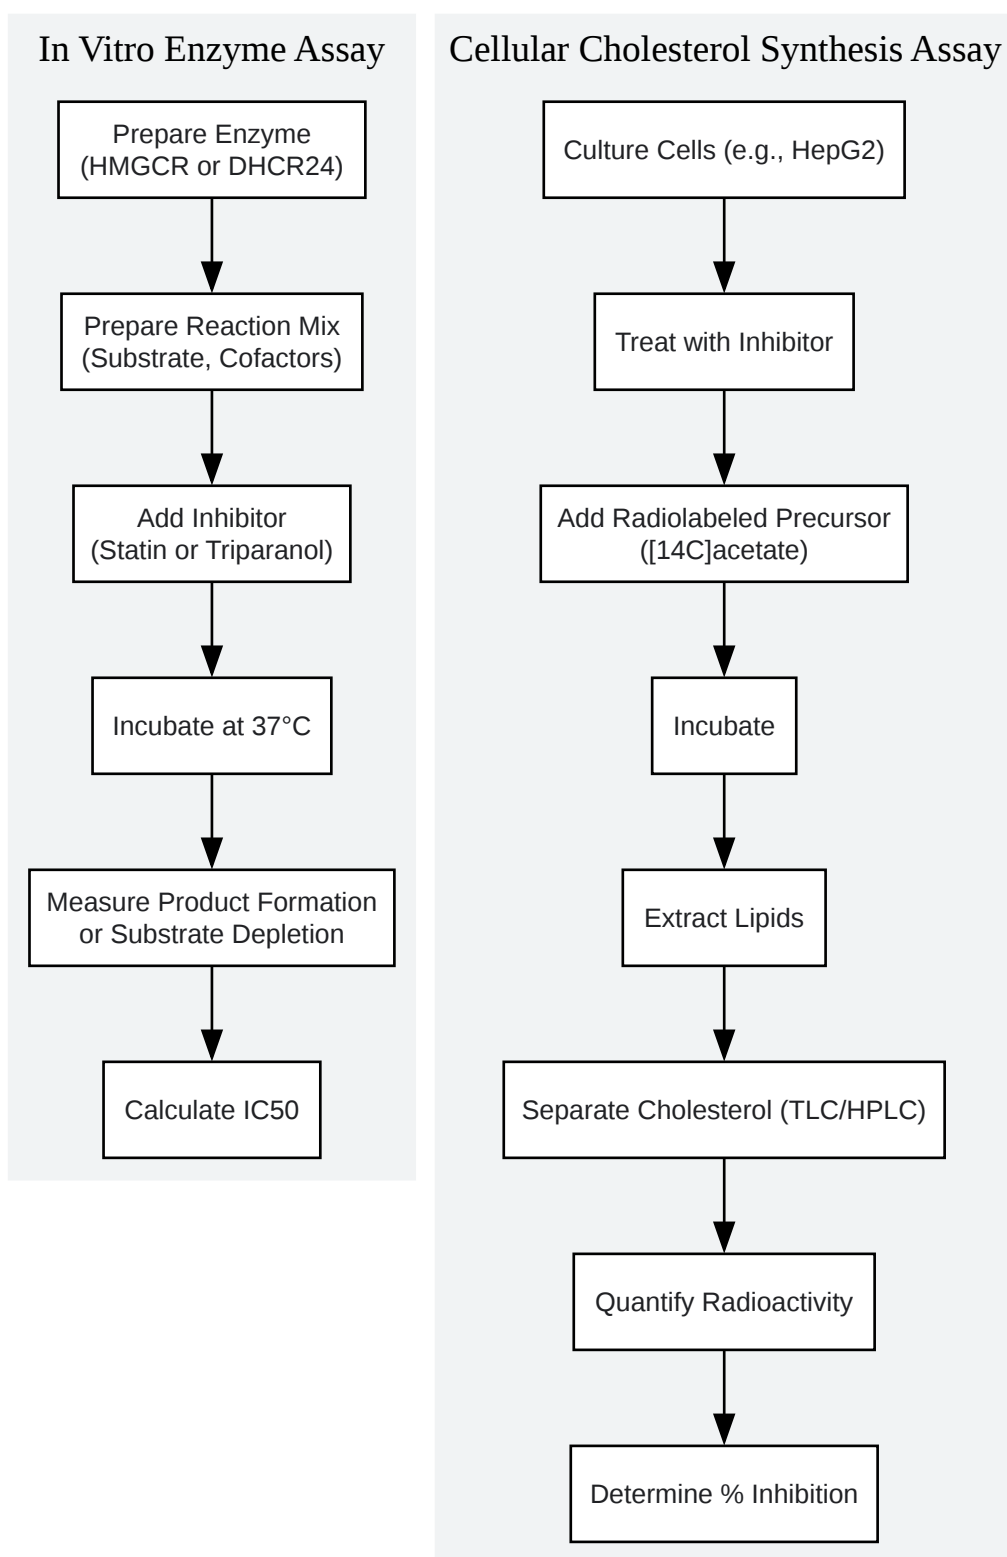 In Vitro Enzyme Assay
Prepare Enzyme
(HMGCR or DHCR24)
Prepare Reaction Mix
(Substrate, Cofactors)
Add Inhibitor
(Statin or Triparanol)
Incubate at 37°C
Measure Product Formation
or Substrate Depletion
Calculate IC50
Cellular Cholesterol Synthesis Assay
Culture Cells (e.g., HepG2)
Treat with Inhibitor
Add Radiolabeled Precursor
([14C]acetate)
Incubate
Extract Lipids
Separate Cholesterol (TLC/HPLC)
Quantify Radioactivity
Determine % Inhibition